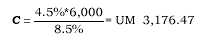 C = 4.5%*6,000 = UM 3,176.47
8.5%